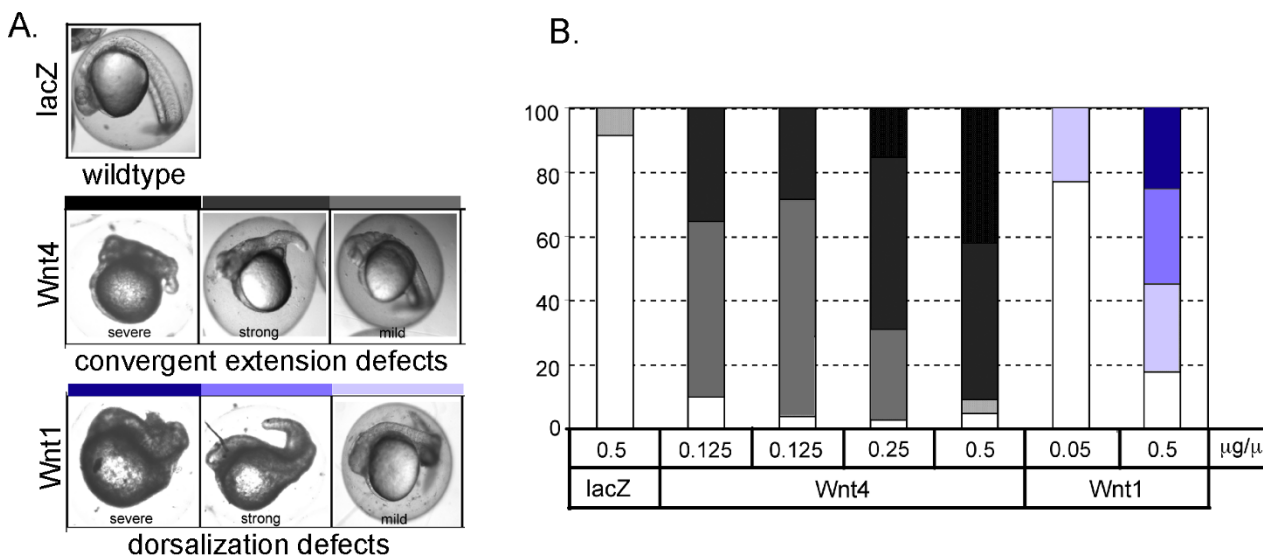 A.
lacZ
wildtype
Wnt4
severe strong mild
convergent extension defects
Wnt1
severe strong mild
dorsalization defects
B.
100
80
60
40
20
0
0.5 0.125 0.125 0.25 0.5 0.05 0.5 µg/µ
lacZ Wnt4 Wnt1